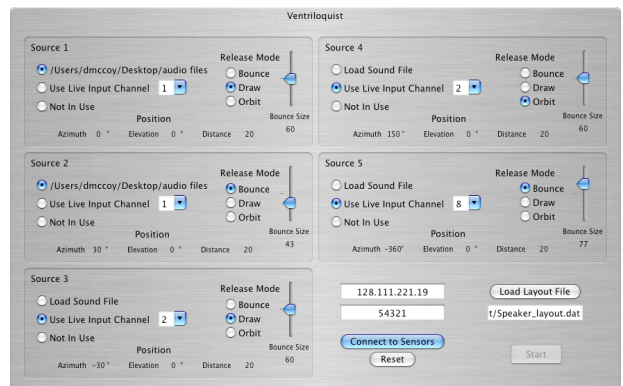 Ventriloquist
Source 1
/Users/dmccoy/Desktop/audio files
Use Live Input Channel 1
Not In Use
Release Mode
Bounce
Draw
Orbit
Position
Azimuth 0 ° Elevation 0 ° Distance 20
Bounce Size
60
Source 2
/Users/dmccoy/Desktop/audio files
Use Live Input Channel 1
Not In Use
Release Mode
Bounce
Draw
Orbit
Position
Azimuth 30 ° Elevation 0 ° Distance 20
Bounce Size
43
Source 3
Load Sound File
Use Live Input Channel 2
Not In Use
Release Mode
Bounce
Draw
Orbit
Position
Azimuth -30 ° Elevation 0 ° Distance 20
Bounce Size
60
Source 4
Load Sound File
Use Live Input Channel 2
Not In Use
Release Mode
Bounce
Draw
Orbit
Position
Azimuth 150 ° Elevation 0 ° Distance 20
Bounce Size
60
Source 5
Load Sound File
Use Live Input Channel 8
Not In Use
Release Mode
Bounce
Draw
Orbit
Position
Azimuth -360° Elevation 0 ° Distance 20
Bounce Size
77
128.111.221.19
Load Layout File
54321
t/Speaker_layout.dat
Connect to Sensors
Reset
Start